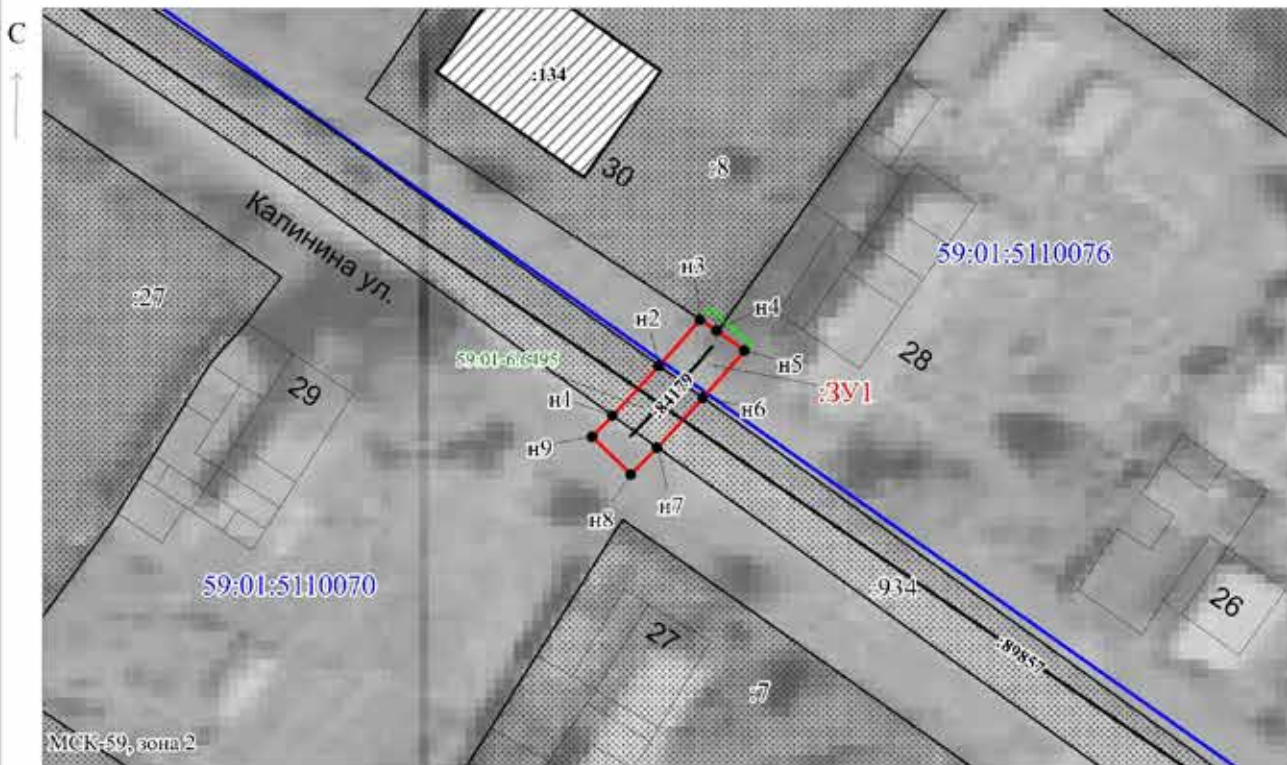 С
:134
30
:8
Калинина ул.
59:01:5110076
:27
н3
н4
н2
н5
28
59:01-6:6495
:84179
:ЗУ1
29
н1
н6
н9
н7
н8
59:01:5110070
:934
26
27
:89857
:7
МСК-59, зона 2